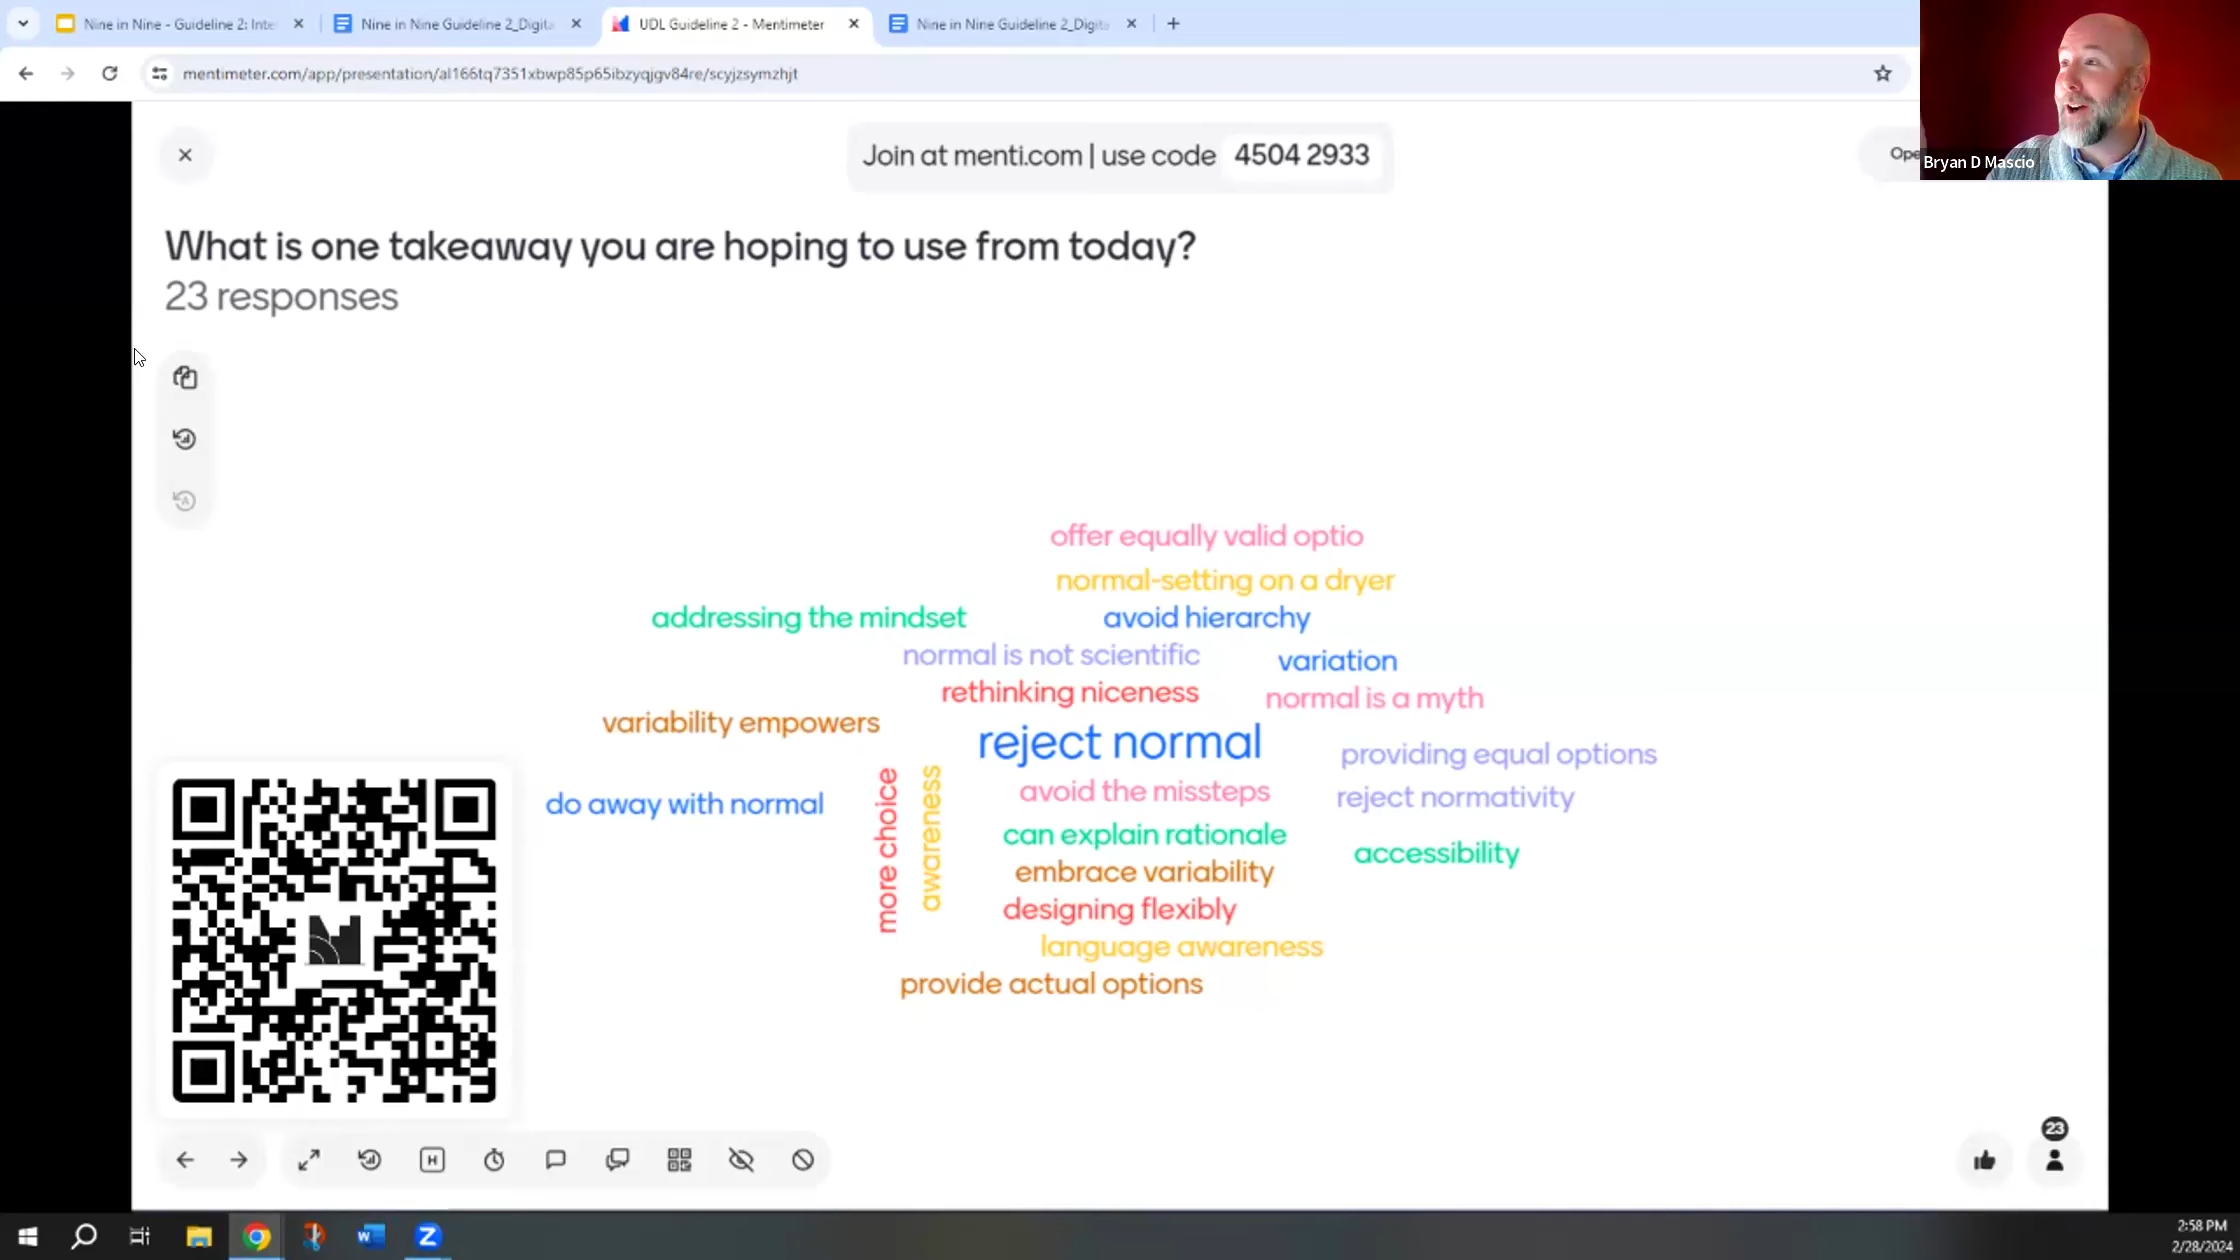 Nine in Nine - Guideline 2: Inte
Nine in Nine Guideline 2_Digita
UDL Guideline 2 - Mentimeter
Nine in Nine Guideline 2_Digita
mentimeter.com/app/presentation/al166tq7351xbwp85p65ibzyqjgv84re/scyjzsymzhjt
Join at menti.com | use code 4504 2933
Ope
Bryan D Mascio
What is one takeaway you are hoping to use from today?
23 responses
offer equally valid optio
normal-setting on a dryer
addressing the mindset
avoid hierarchy
normal is not scientific
variation
rethinking niceness
normal is a myth
variability empowers
reject normal
providing equal options
more choice
awareness
avoid the missteps
reject normativity
do away with normal
can explain rationale
accessibility
embrace variability
designing flexibly
language awareness
provide actual options
23
2:58 PM
2/28/2024